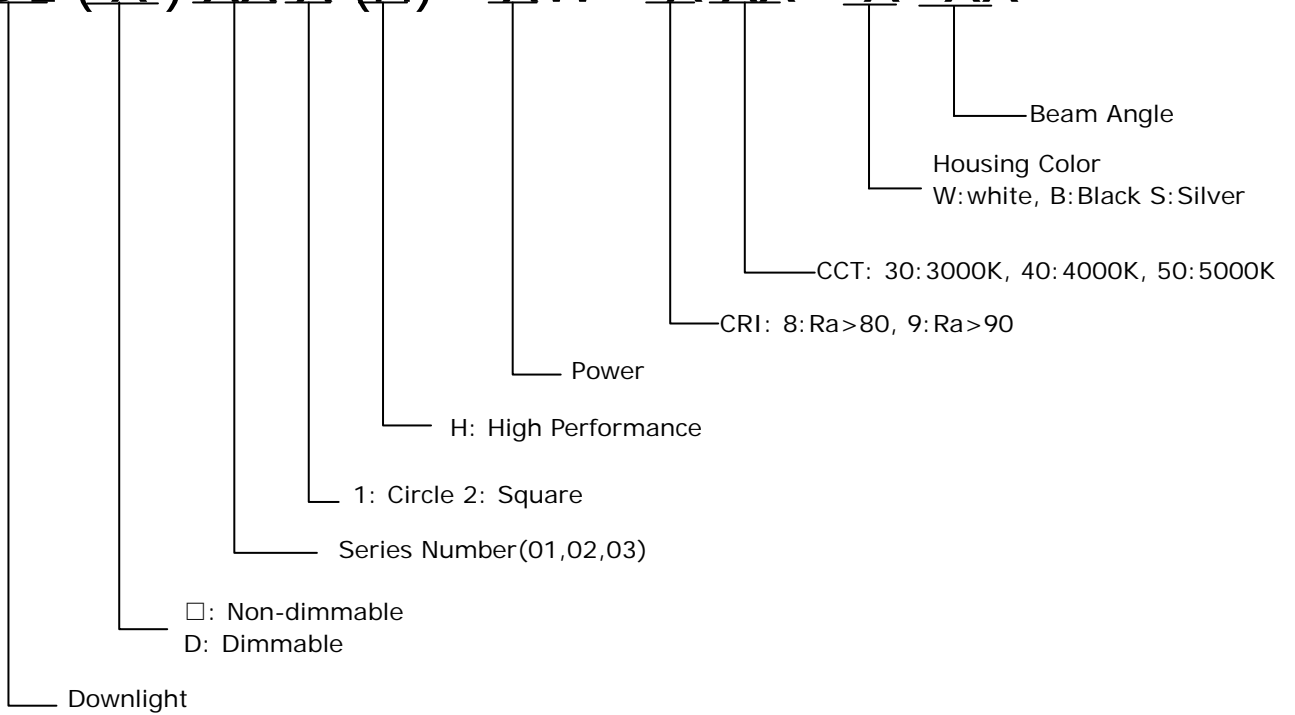 Beam Angle
Housing Color
W:white, B:Black S:Silver
CCT: 30:3000K, 40:4000K, 50:5000K
CRI: 8:Ra>80, 9:Ra>90
Power
H: High Performance
1: Circle 2: Square
Series Number(01,02,03)
□: Non-dimmable
D: Dimmable
Downlight